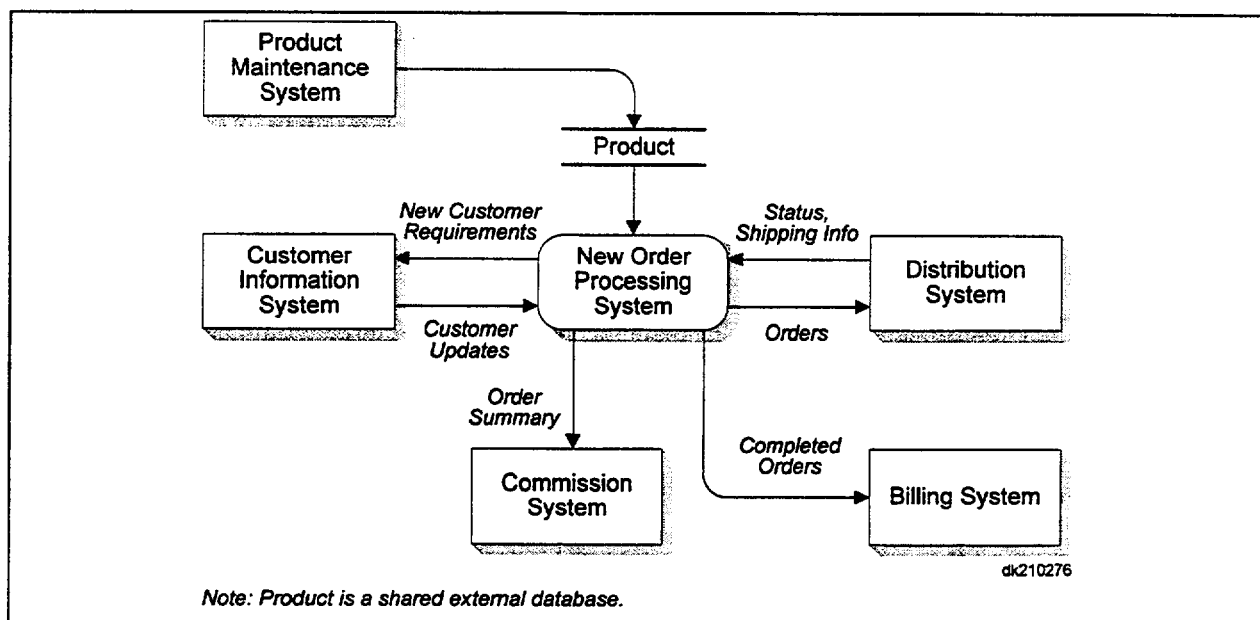 Product
Maintenance
System
Product
New Customer
Requirements
Status,
Shipping Info
Customer
Information
System
New Order
Processing
System
Distribution
System
Customer
Updates
Orders
Order
Summary
Completed
Orders
Commission
System
Billing System
dk210276
Note: Product is a shared external database.